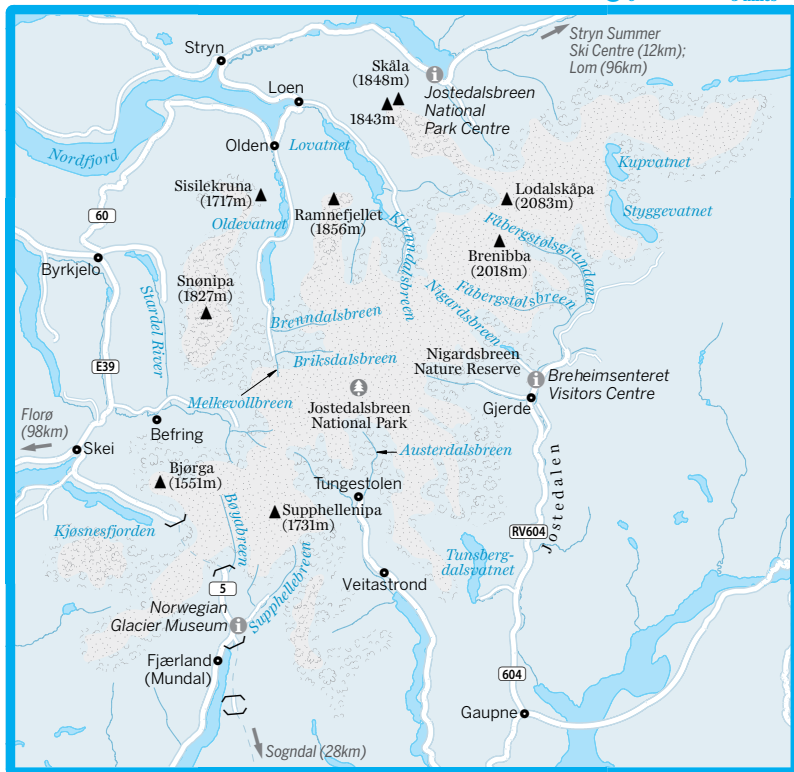 Stryn Summer
Ski Centre (12km);
Lom (96km)
Stryn
Skåla
(1848m)
1843m
Jostedalsbreen
National
Park Centre
Loen
Nordfjord
Olden
Lovatnet
Kupvatnet
Sisilekruna
(1717m)
Ramnefjellet
(1856m)
Lodalskåpa
(2083m)
Styggevatnet
60
Oldevatnet
Kjenndalsbreen
Fåbergstølsgrandane
Brenibba
(2018m)
Byrkjelo
Snønipa
(1827m)
Stardel River
Fåbergstølsbreen
Nigardsbreen
Brenndalsbreen
E39
Briksdalsbreen
Nigardsbreen
Nature Reserve
Breheimsenteret
Visitors Centre
Melkevollbreen
Jostedalsbreen
National Park
Gjerde
Florø
(98km)
Befring
Skei
Austerdalsbreen
Jostedalen
Bjørga
(1551m)
Tungestolen
Supphellenipa
(1731m)
Kjøsnesfjorden
Bøyabreen
RV604
Tunsberg-
dalsvatnet
Veitastrond
5
Supphellebreen
Norwegian
Glacier Museum
Fjærland
(Mundal)
604
Gaupne
Sogndal (28km)